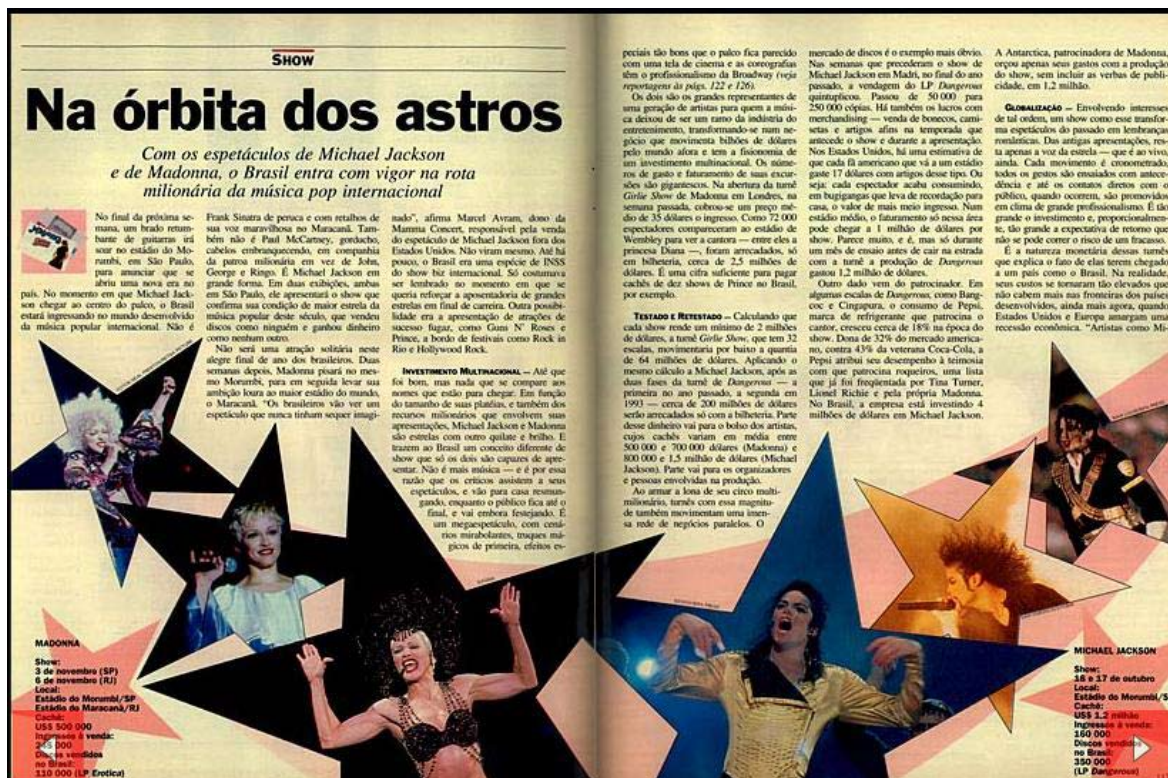 SHOW
Na órbita dos astros
Com os espetáculos de Michael Jackson
e de Madonna, o Brasil entra com vigor na rota
milionária da música pop internacional
No final da próxima se-
mana, um brado retum-
bante de guitarras irá
soar no estádio do Mo-
rumbi, em São Paulo,
para anunciar que se
abriu uma nova era no
país. No momento em que Michael Jack-
son chegar ao centro do palco, o Brasil
estará ingressando no mundo desenvolvido
da música popular internacional. Não é
Frank Sinatra de peruca e com retalhos de
sua voz maravilhosa no Maracanã. Tam-
bém não é Paul McCartney, gorducho,
cabelos embranquecendo, em companhia
da patroa milionária em vez de John,
George e Ringo. É Michael Jackson em
grande forma. Em duas exibições, ambas
em São Paulo, ele apresentará o show que
confirma sua condição de maior estrela da
música popular deste século, que vendeu
discos como ninguém e ganhou dinheiro
como nenhum outro.
Não será uma atração solitária neste
alegre final de ano dos brasileiros. Duas
semanas depois, Madonna pisará no mes-
mo Morumbi, para em seguida levar sua
ambição loura ao maior estádio do mundo,
o Maracanã. "Os brasileiros vão ver um
espetáculo que nunca tinham sequer imagi-
nado", afirma Marcel Avram, dono da
Mamma Concert, responsável pela venda
do espetáculo de Michael Jackson fora dos
Estados Unidos. Não viram mesmo. Até há
pouco, o Brasil era uma espécie de INSS
do show biz internacional. Só costumava
ser lembrado no momento em que se
queria reforçar a aposentadoria de grandes
estrelas em final de carreira. Outra possibi-
lidade era a apresentação de atrações de
sucesso fugaz, como Guns N' Roses e
Prince, a bordo de festivais como Rock in
Rio e Hollywood Rock.
INVESTIMENTO MULTINACIONAL — Até que
foi bom, mas nada que se compare aos
nomes que estão para chegar. Em função
do tamanho de suas platéias, e também dos
recursos milionários que envolvem suas
apresentações, Michael Jackson e Madonna
são estrelas com outro quilate e brilho. E
trazem ao Brasil um conceito diferente de
show que só os dois são capazes de apre-
sentar. Não é mais música — e é por essa
razão que os críticos assistem a seus
espetáculos, e vão para casa resmun-
gando, enquanto o público fica até o
final, e vai embora festejando. É
um megaespetáculo, com cená-
rios mirabolantes, truques má-
gicos de primeira, efeitos es-
peciais tão bons que o palco fica parecido
com uma tela de cinema e as coreografias
têm o profissionalismo da Broadway (veja
reportagens às págs. 122 e 126).
Os dois são os grandes representantes de
uma geração de artistas para quem a músi-
ca deixou de ser um ramo da indústria do
entretenimento, transformando-se num ne-
gócio que movimenta bilhões de dólares
pelo mundo afora e tem a fisionomia de
um investimento multinacional. Os núme-
ros de gasto e faturamento de suas excur-
sões são gigantescos. Na abertura da turnê
Girlie Show de Madonna em Londres, na
semana passada, cobrou-se um preço mé-
dio de 35 dólares o ingresso. Como 72 000
espectadores compareceram ao estádio de
Wembley para ver a cantora — entre eles a
princesa Diana —, foram arrecadados, só
em bilheteria, cerca de 2,5 milhões de
dólares. É uma cifra suficiente para pagar
cachês de dez shows de Prince no Brasil,
por exemplo.
TESTADO E RETESTADO — Calculando que
cada show rende um mínimo de 2 milhões
de dólares, a turnê Girlie Show, que tem 32
escalas, movimentaria por baixo a quantia
de 64 milhões de dólares. Aplicando o
mesmo cálculo a Michael Jackson, após as
duas fases da turnê de Dangerous — a
primeira no ano passado, a segunda em
1993 — cerca de 200 milhões de dólares
serão arrecadados só com a bilheteria. Parte
desse dinheiro vai para o bolso dos artistas,
cujos cachês variam em média entre
500 000 e 700 000 dólares (Madonna) e
800 000 e 1,5 milhão de dólares (Michael
Jackson). Parte vai para os organizadores
e pessoas envolvidas na produção.
Ao armar a lona de seu circo multi-
milionário, turnês com essa magnitu-
de também movimentam uma imen-
sa rede de negócios paralelos. O
mercado de discos é o exemplo mais óbvio.
Nas semanas que precederam o show de
Michael Jackson em Madri, no final do ano
passado, a vendagem do LP Dangerous
quintuplicou. Passou de 50 000 para
250 000 cópias. Há também os lucros com
merchandising — venda de bonecos, cami-
setas e artigos afins na temporada que
antecede o show e durante a apresentação.
Nos Estados Unidos, há uma estimativa de
que cada fã americano que vá a um estádio
gaste 17 dólares com artigos desse tipo. Ou
seja: cada espectador acaba consumindo,
em bugigangas que leva de recordação para
casa, o valor de mais meio ingresso. Num
estádio médio, o faturamento só nessa área
pode chegar a 1 milhão de dólares por
show. Parece muito, e é, mas só durante
um mês de ensaio antes de cair na estrada
com a turnê a produção de Dangerous
gastou 1,2 milhão de dólares.
Outro dado vem do patrocinador. Em
algumas escalas de Dangerous, como Bang-
coc e Cingapura, o consumo de Pepsi,
marca de refrigerante que patrocina o
cantor, cresceu cerca de 18% na época do
show. Dona de 32% do mercado america-
no, contra 43% da veterana Coca-Cola, a
Pepsi atribui seu desempenho à teimosia
com que patrocina roqueiros, uma lista
que já foi freqüentada por Tina Turner,
Lionel Richie e pela própria Madonna.
No Brasil, a empresa está investindo 4
milhões de dólares em Michael Jackson.
A Antarctica, patrocinadora de Madonna,
orçou apenas seus gastos com a produção
do show, sem incluir as verbas de publi-
cidade, em 1,2 milhão.
GLOBALIZAÇÃO — Envolvendo interesses
de tal ordem, um show como esse transfor-
ma espetáculos do passado em lembranças
românticas. Das antigas apresentações, res-
ta apenas a voz da estrela — que é ao vivo,
ainda. Cada movimento é cronometrado,
todos os gestos são ensaiados com antece-
dência e até os contatos diretos com o
público, quando ocorrem, são promovidos
em clima de grande profissionalismo. É tão
grande o investimento e, proporcionalmen-
te, tão grande a expectativa de retorno que
não se pode correr o risco de um fracasso.
É a natureza monetária dessas turnês
que explica o fato de elas terem chegado
a um país como o Brasil. Na realidade,
seus custos se tornaram tão elevados que
não cabem mais nas fronteiras dos países
desenvolvidos, ainda mais agora, quando
Estados Unidos e Europa amargam uma
recessão econômica. "Artistas como Mi-
MADONNA
Show:
3 de novembro (SP)
6 de novembro (RJ)
Local:
Estádio do Morumbi/SP
Estádio do Maracanã/RJ
Cachê:
US$ 500 000
Ingressos à venda:
000
Discos vendidos
no Brasil:
110 000 (LP Erotica)
MICHAEL JACKSON
Show:
16 e 17 de outubro
Local:
Estádio do Morumbi/S
Cachê:
US$ 1,2 milhão
Ingressos à venda:
160 000
Discos vendidos
no Brasil:
350 000
(LP Dangerous)